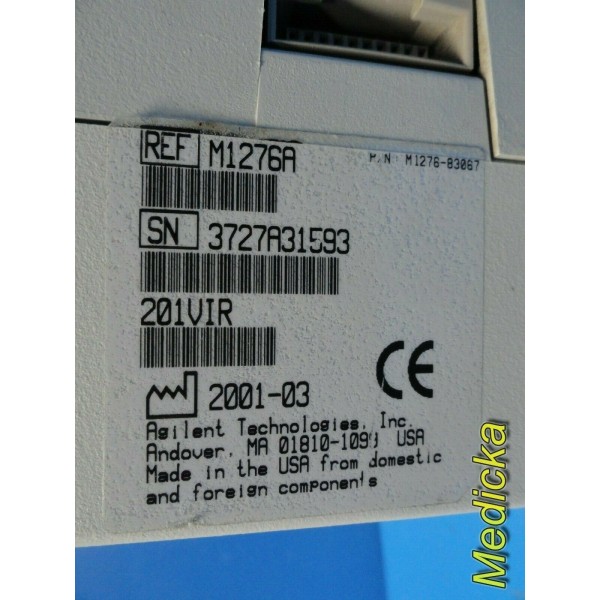 REF M1276A P.N. M1276-83067
SN 3727A31593
201VIR
2001-03 CE
Agilent Technologies, Inc.
Andover, MA 01810-1099 USA
Made in the USA from domestic
and foreign components
Medicka